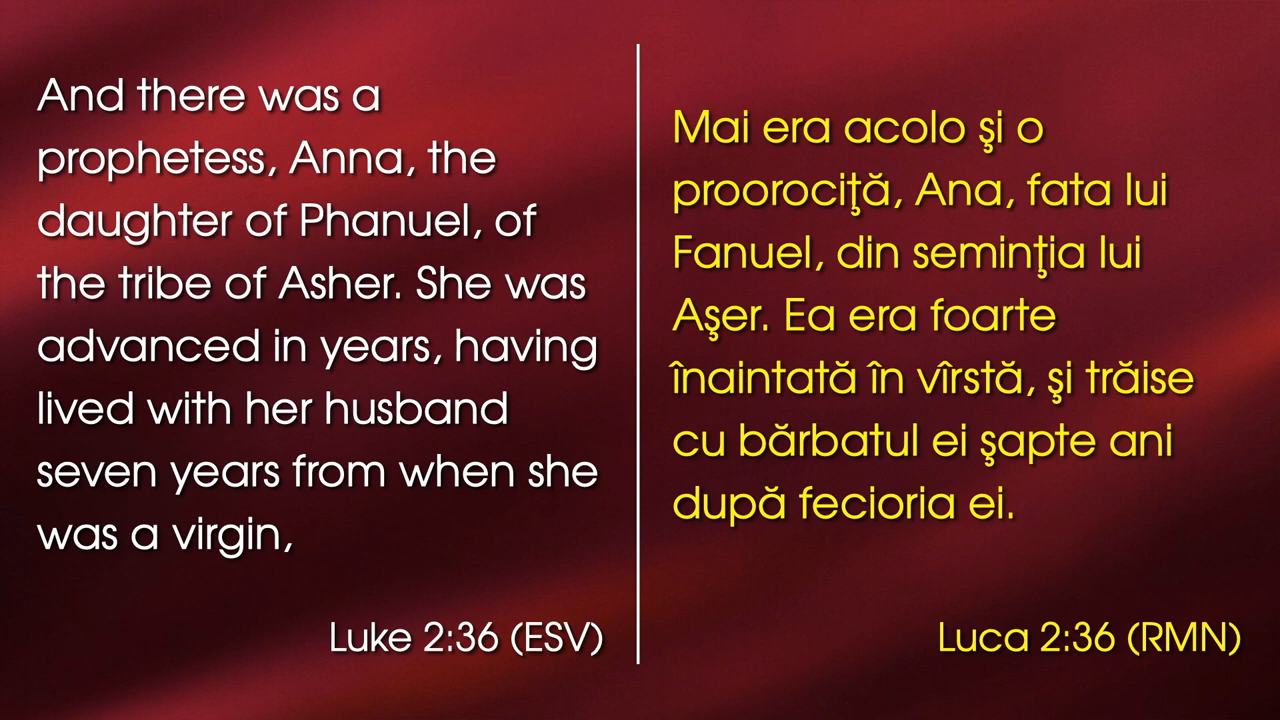 And there was a
prophetess, Anna, the
daughter of Phanuel, of
the tribe of Asher. She was
advanced in years, having
lived with her husband
seven years from when she
was a virgin,
Luke 2:36 (ESV)
Mai era acolo şi o
proorociţă, Ana, fata lui
Fanuel, din seminţia lui
Aşer. Ea era foarte
înaintată în vîrstă, şi trăise
cu bărbatul ei şapte ani
după fecioria ei.
Luca 2:36 (RMN)